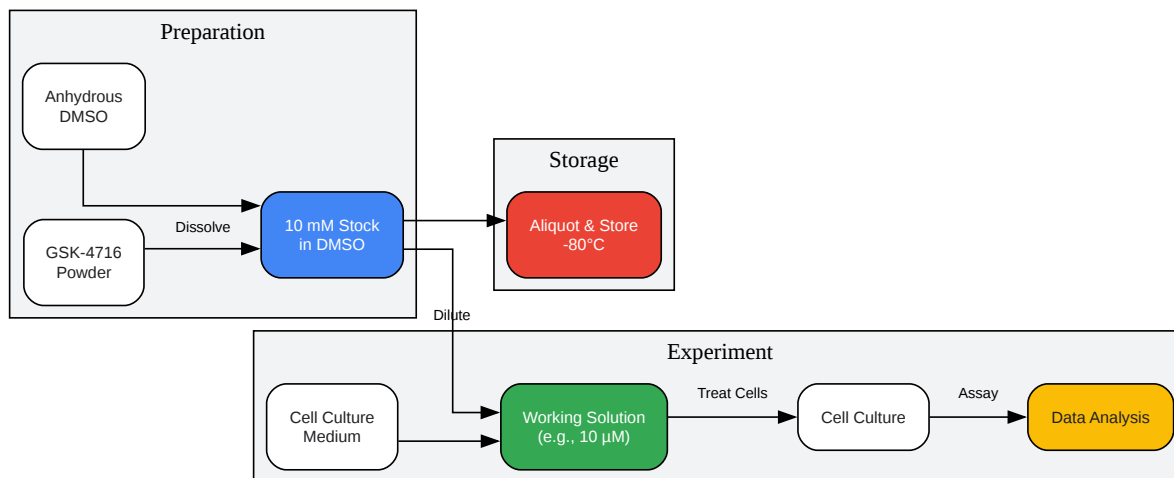 Preparation
Anhydrous
DMSO
GSK-4716
Powder
Dissolve
10 mM Stock
in DMSO
Storage
Aliquot & Store
-80°C
Dilute
Experiment
Cell Culture
Medium
Working Solution
(e.g., 10 µM)
Treat Cells
Cell Culture
Assay
Data Analysis